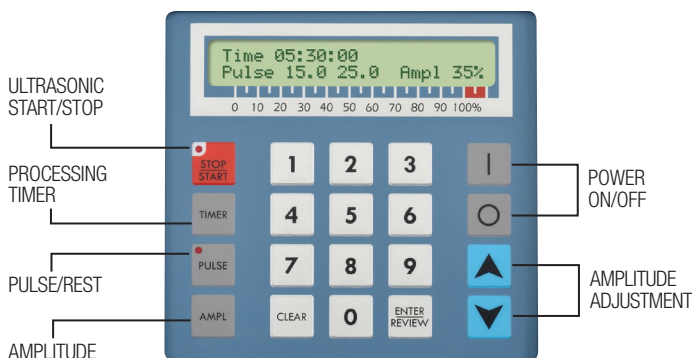 Time 05:30:00
Pulse 15.0 25.0 Ampl 35%
0 10 20 30 40 50 60 70 80 90 100%
ULTRASONIC
START/STOP
STOP
START
1 2 3
|
PROCESSING
TIMER
POWER
ON/OFF
TIMER
4 5 6
O
PULSE/REST
PULSE
7 8 9
AMPLITUDE
ADJUSTMENT
AMPL
CLEAR
0
ENTER
REVIEW
AMPLITUDE